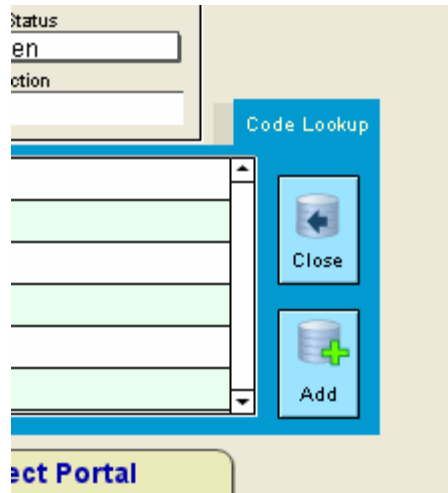 Status
en
ction
Code Lookup
Close
Add
ect Portal